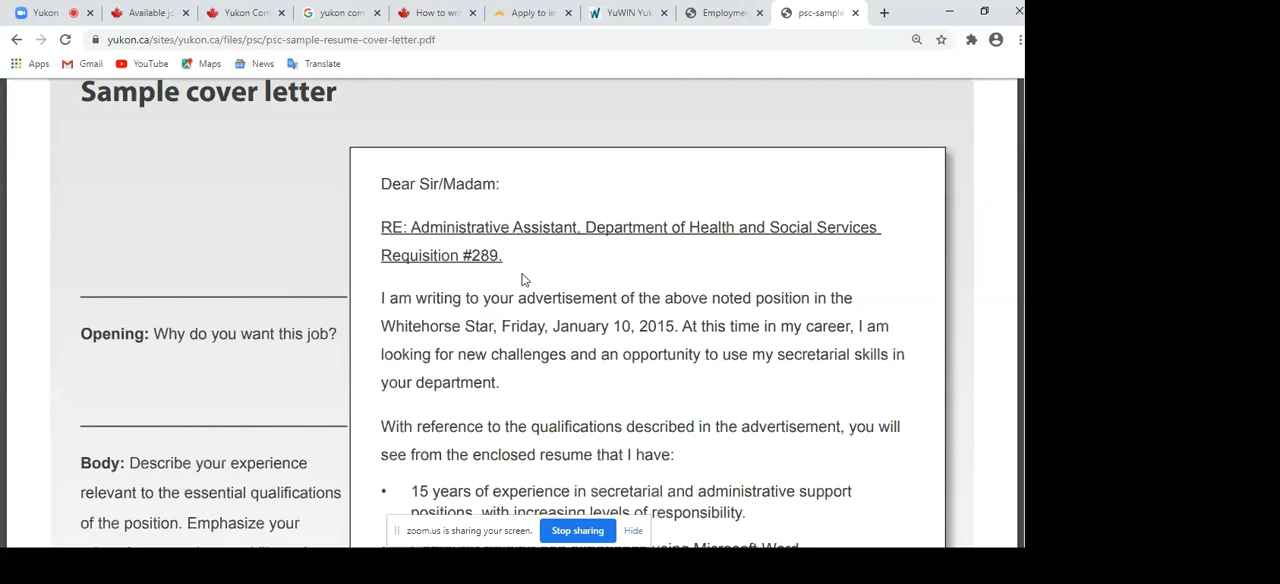 Yukon
Available jo
Yukon Con
yukon com
How to wri
Apply to in
YuWIN Yuk
Employme
psc-sample
yukon.ca/sites/yukon.ca/files/psc/psc-sample-resume-cover-letter.pdf
Apps Gmail YouTube Maps News Translate
Sample cover letter
Dear Sir/Madam:
RE: Administrative Assistant, Department of Health and Social Services
Requisition #289.
I am writing to your advertisement of the above noted position in the
Opening: Why do you want this job?
Whitehorse Star, Friday, January 10, 2015. At this time in my career, I am
looking for new challenges and an opportunity to use my secretarial skills in
your department.
With reference to the qualifications described in the advertisement, you will
see from the enclosed resume that I have:
Body: Describe your experience
relevant to the essential qualifications
of the position. Emphasize your
• 15 years of experience in secretarial and administrative support
positions, with increasing levels of responsibility.
zoom.us is sharing your screen. Stop sharing Hide
using Microsoft Word